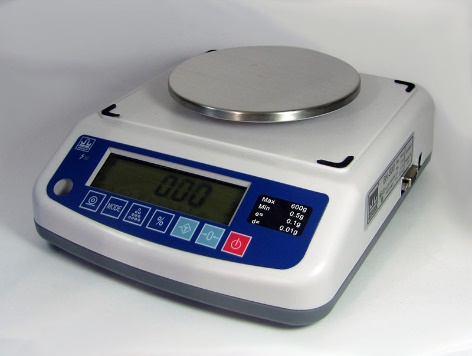 0.00
MODE
%
Max 600g
Min 0.5g
e= 0.1g
d= 0.01g